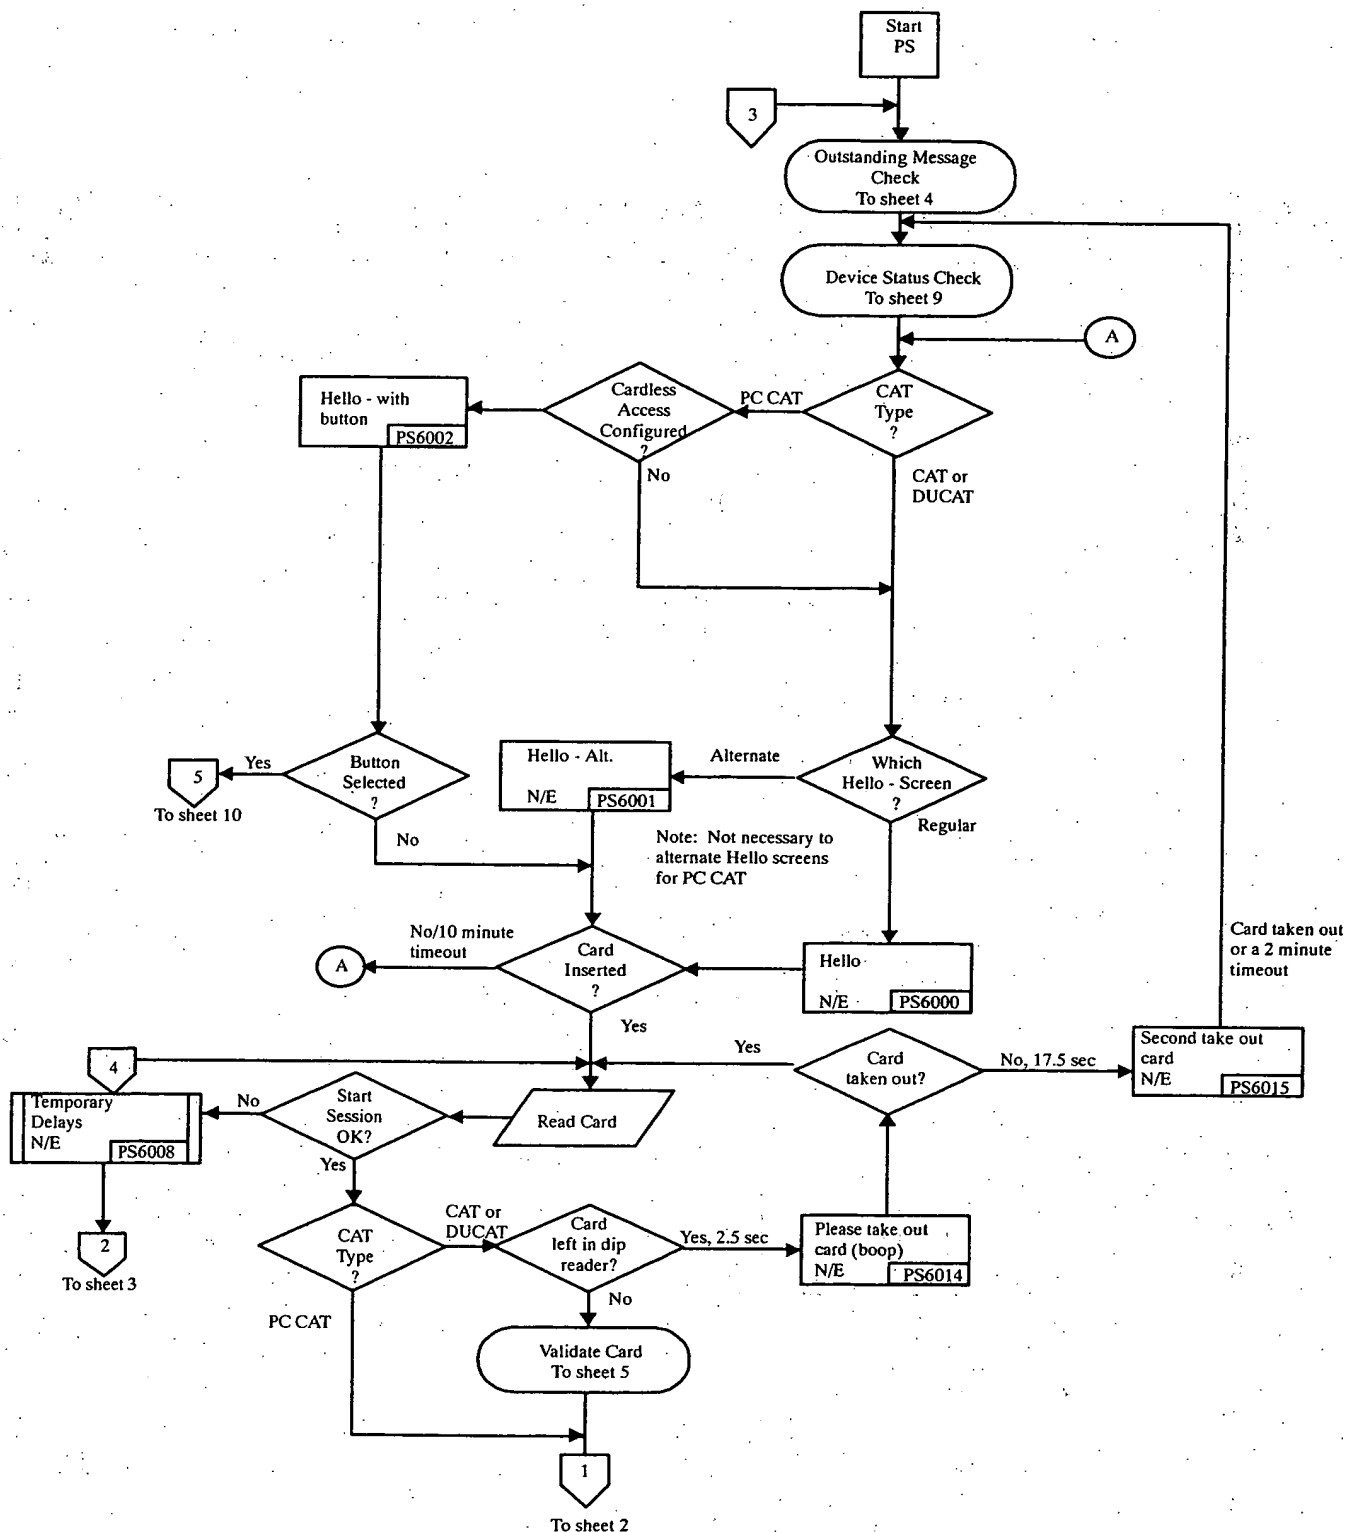 Start
PS
3
Outstanding Message
Check
To sheet 4
Device Status Check
To sheet 9
A
Hello - with
button
PS6002
Cardless
Access
Configured
?
PC CAT
CAT
Type
?
No
CAT or
DUCAT
5
To sheet 10
Yes
Button
Selected
?
No
Hello - Alt.
N/E
PS6001
Alternate
Which
Hello - Screen
?
Regular
Note: Not necessary to
alternate Hello screens
for PC CAT
A
No/10 minute
timeout
Card
Inserted
?
Yes
Hello
N/E
PS6000
Card taken out
or a 2 minute
timeout
4
Temporary
Delays
N/E
PS6008
No
Start
Session
OK?
Yes
Read Card
Yes
Card
taken out?
No, 17.5 sec
Second take out
card
N/E
PS6015
2
To sheet 3
CAT
Type
?
CAT or
DUCAT
Card
left in dip
reader?
Yes, 2.5 sec
Please take out
card (boop)
N/E
PS6014
PC CAT
No
Validate Card
To sheet 5
1
To sheet 2